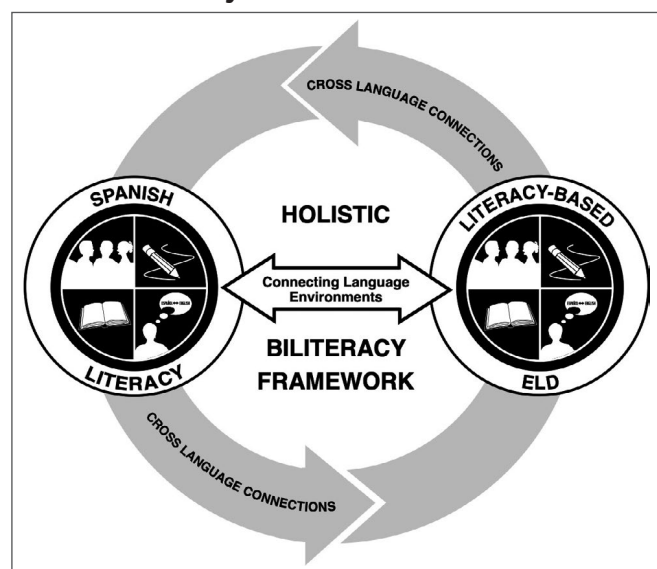 CROSS LANGUAGE CONNECTIONS
SPANISH
LITERACY
HOLISTIC
Connecting Language
Environments
BILITERACY
FRAMEWORK
LITERACY-BASED
ELD
CROSS LANGUAGE CONNECTIONS